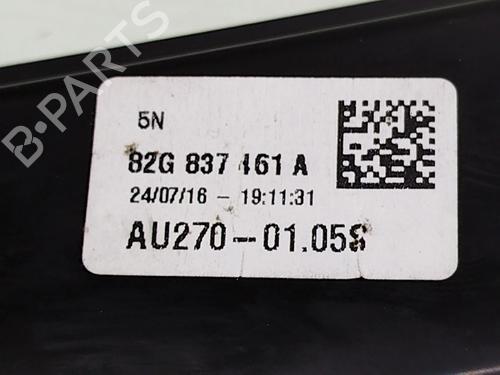 5N
82G 837 461 A
24/07/16 - 19:11:31
AU270-01.05S
B-PARTS